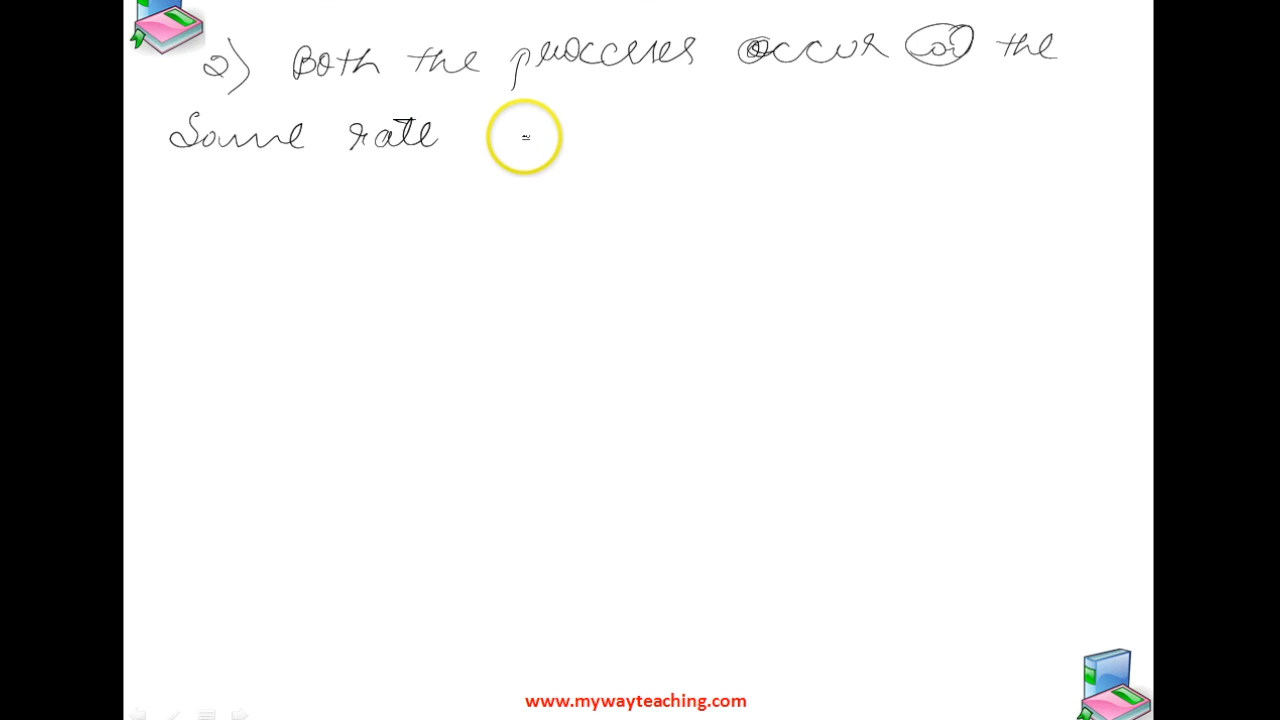 2) Both the processes occur at the
Same rate
www.mywayteaching.com